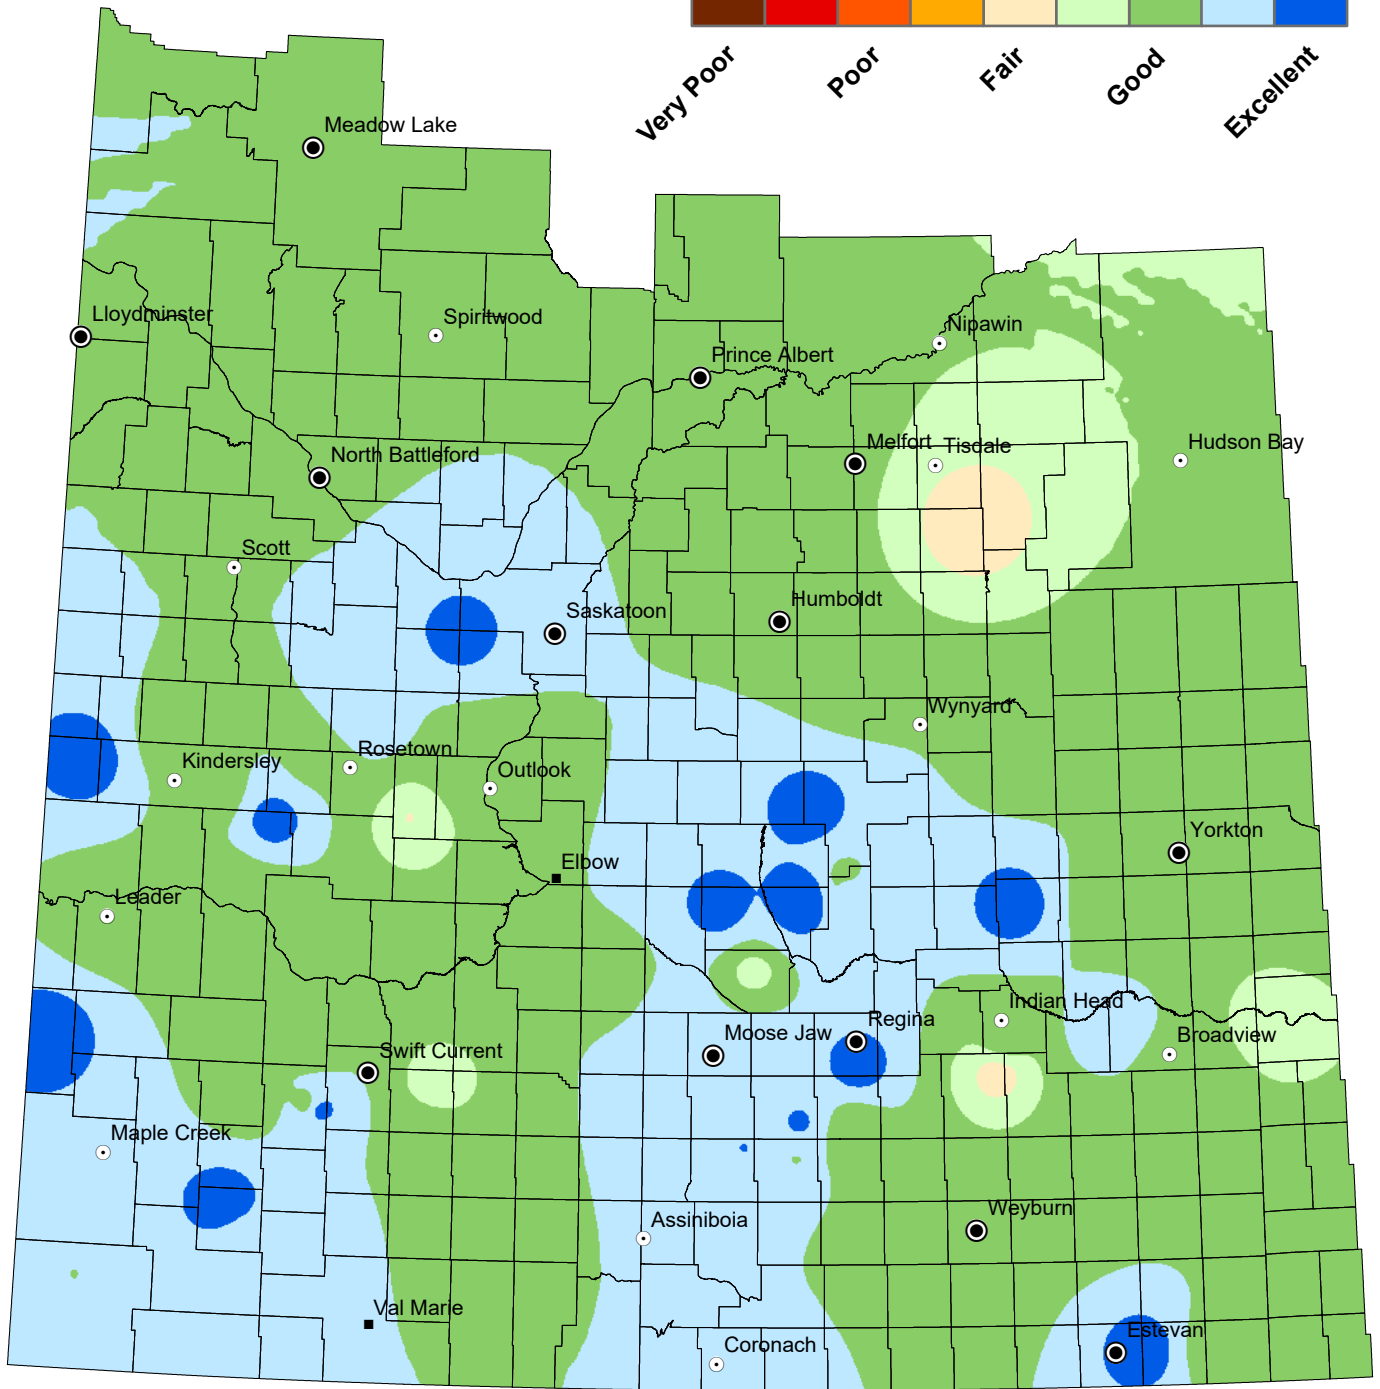 Very Poor
Poor
Fair
Good
Excellent
Meadow Lake
Lloydminster
Spiritwood
Nipawin
Prince Albert
North Battleford
Melfort
Tisdale
Hudson Bay
Scott
Saskatoon
Humboldt
Wynyard
Kindersley
Rosetown
Outlook
Yorkton
Elbow
Leader
Indian Head
Regina
Moose Jaw
Broadview
Swift Current
Maple Creek
Weyburn
Assiniboia
Val Marie
Estevan
Coronach